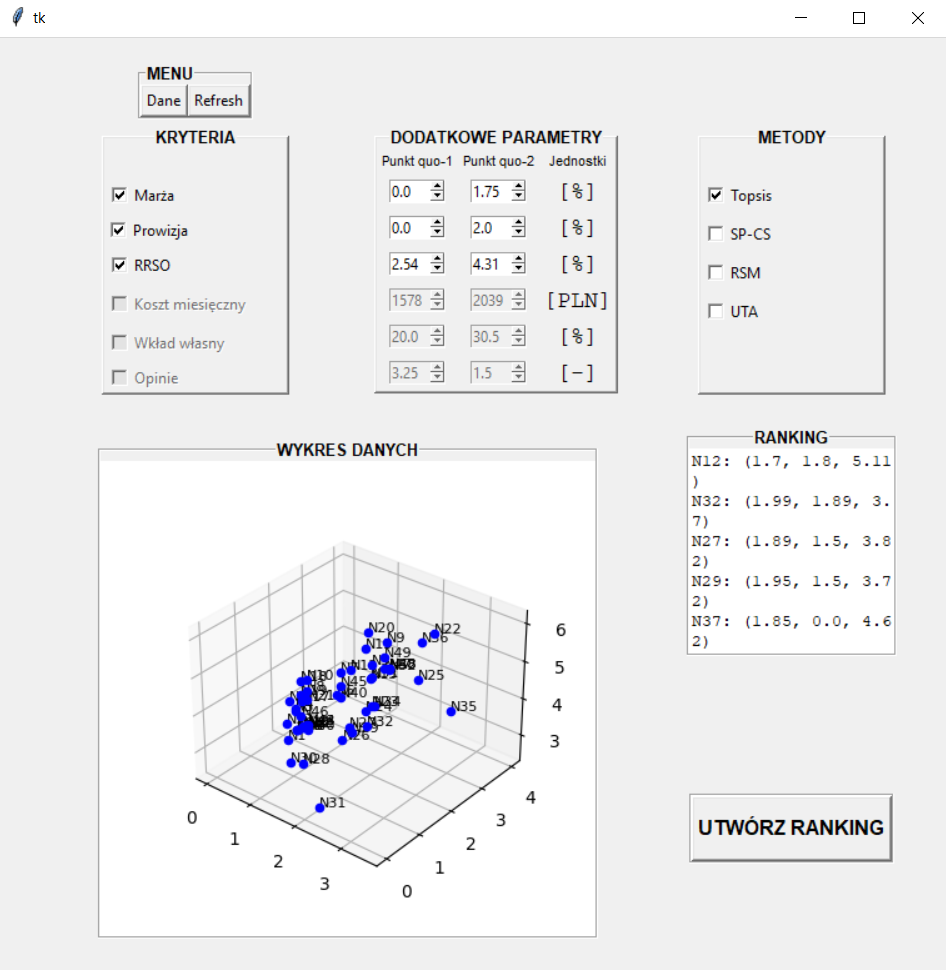 tk
MENU
Dane Refresh
KRYTERIA
Marża
Prowizja
RRSO
Koszt miesięczny
Wkład własny
Opinie
DODATKOWE PARAMETRY
Punkt quo-1 Punkt quo-2 Jednostki
0.0 1.75 [%]
0.0 2.0 [%]
2.54 4.31 [%]
1578 2039 [PLN]
20.0 30.5 [%]
3.25 1.5 [-]
METODY
Topsis
SP-CS
RSM
UTA
WYKRES DANYCH
N20
N9
N22
N36
N49
N25
N45
N35
N32
N26
N28
N31
6
5
4
3
0
1
2
3
0
1
2
3
4
RANKING
N12: (1.7, 1.8, 5.11
)
N32: (1.99, 1.89, 3.
7)
N27: (1.89, 1.5, 3.8
2)
N29: (1.95, 1.5, 3.7
2)
N37: (1.85, 0.0, 4.6
2)
UTWÓRZ RANKING